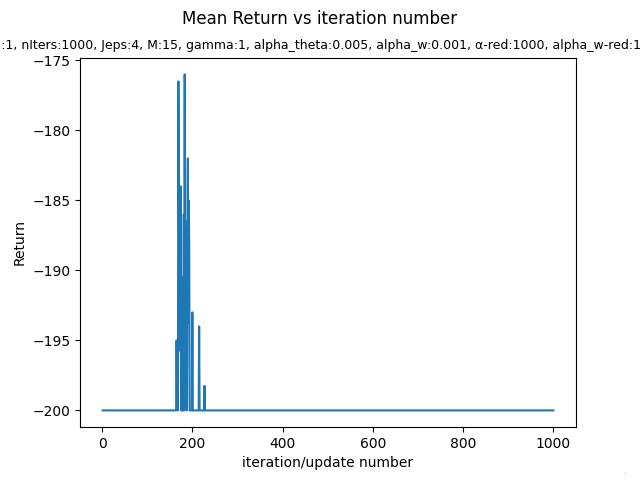 Mean Return vs iteration number
:1, nIters:1000, Jeps:4, M:15, gamma:1, alpha_theta:0.005, alpha_w:0.001, α-red:1000, alpha_w-red:1
−175
−180
−185
−190
−195
−200
Return
0 200 400 600 800 1000
iteration/update number